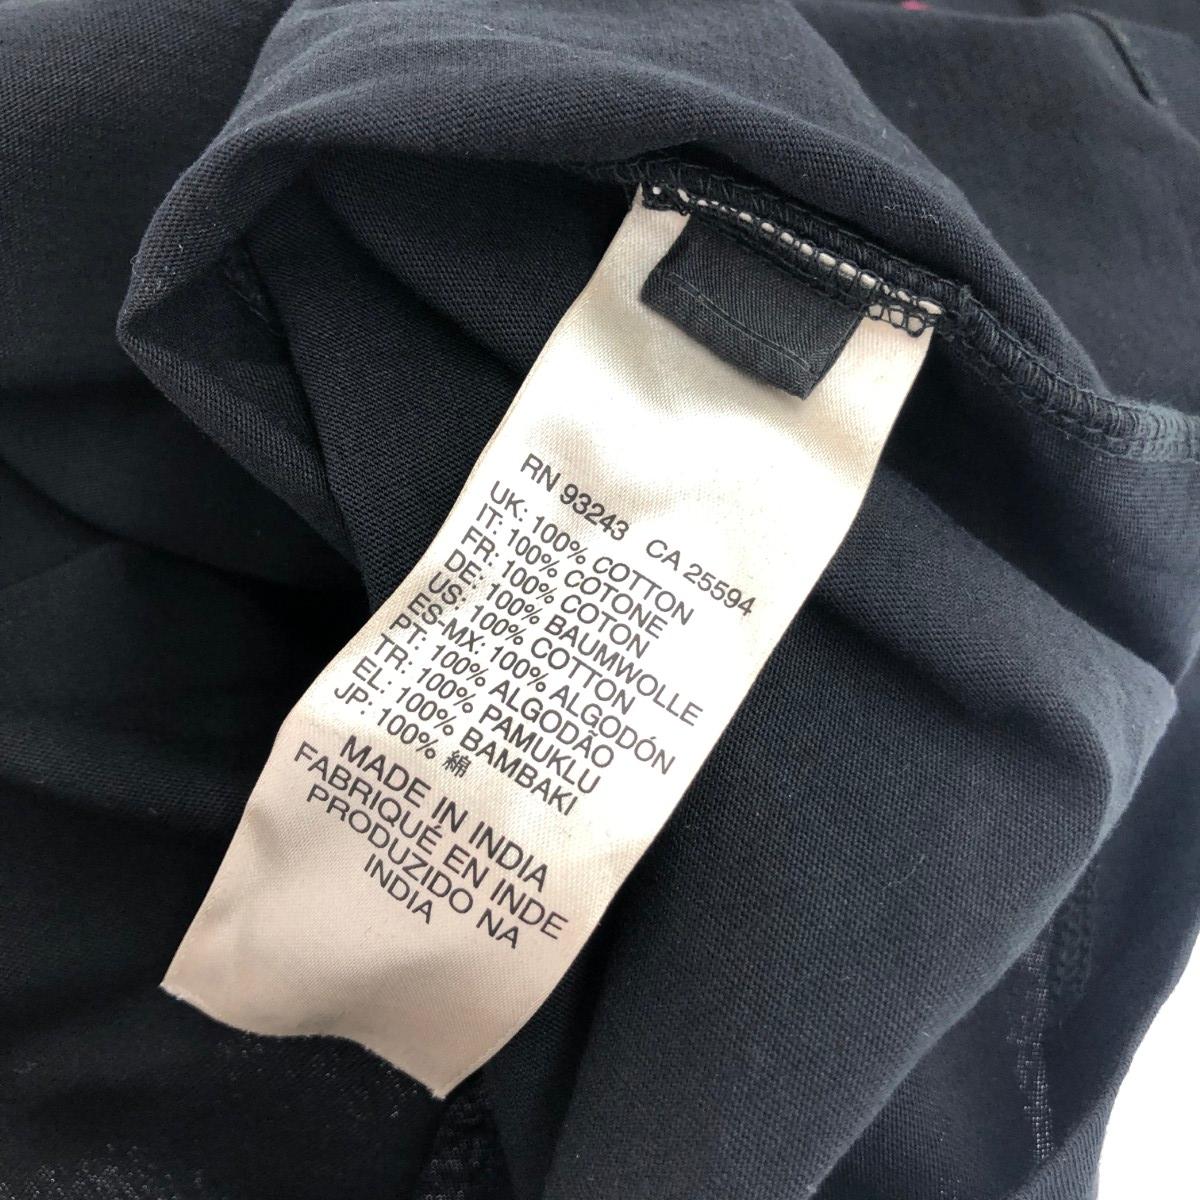 RN 93243 CA 25594
UK: 100% COTTON
IT: 100% COTONE
FR: 100% COTON
DE: 100% BAUMWOLLE
US: 100% COTTON
ES-MX: 100% ALGODÓN
PT: 100% ALGODÃO
TR: 100% PAMUKLU
EL: 100% BAMBAKI
JP: 100% 綿
MADE IN INDIA
FABRIQUÉ EN INDE
PRODUZIDO NA
INDIA